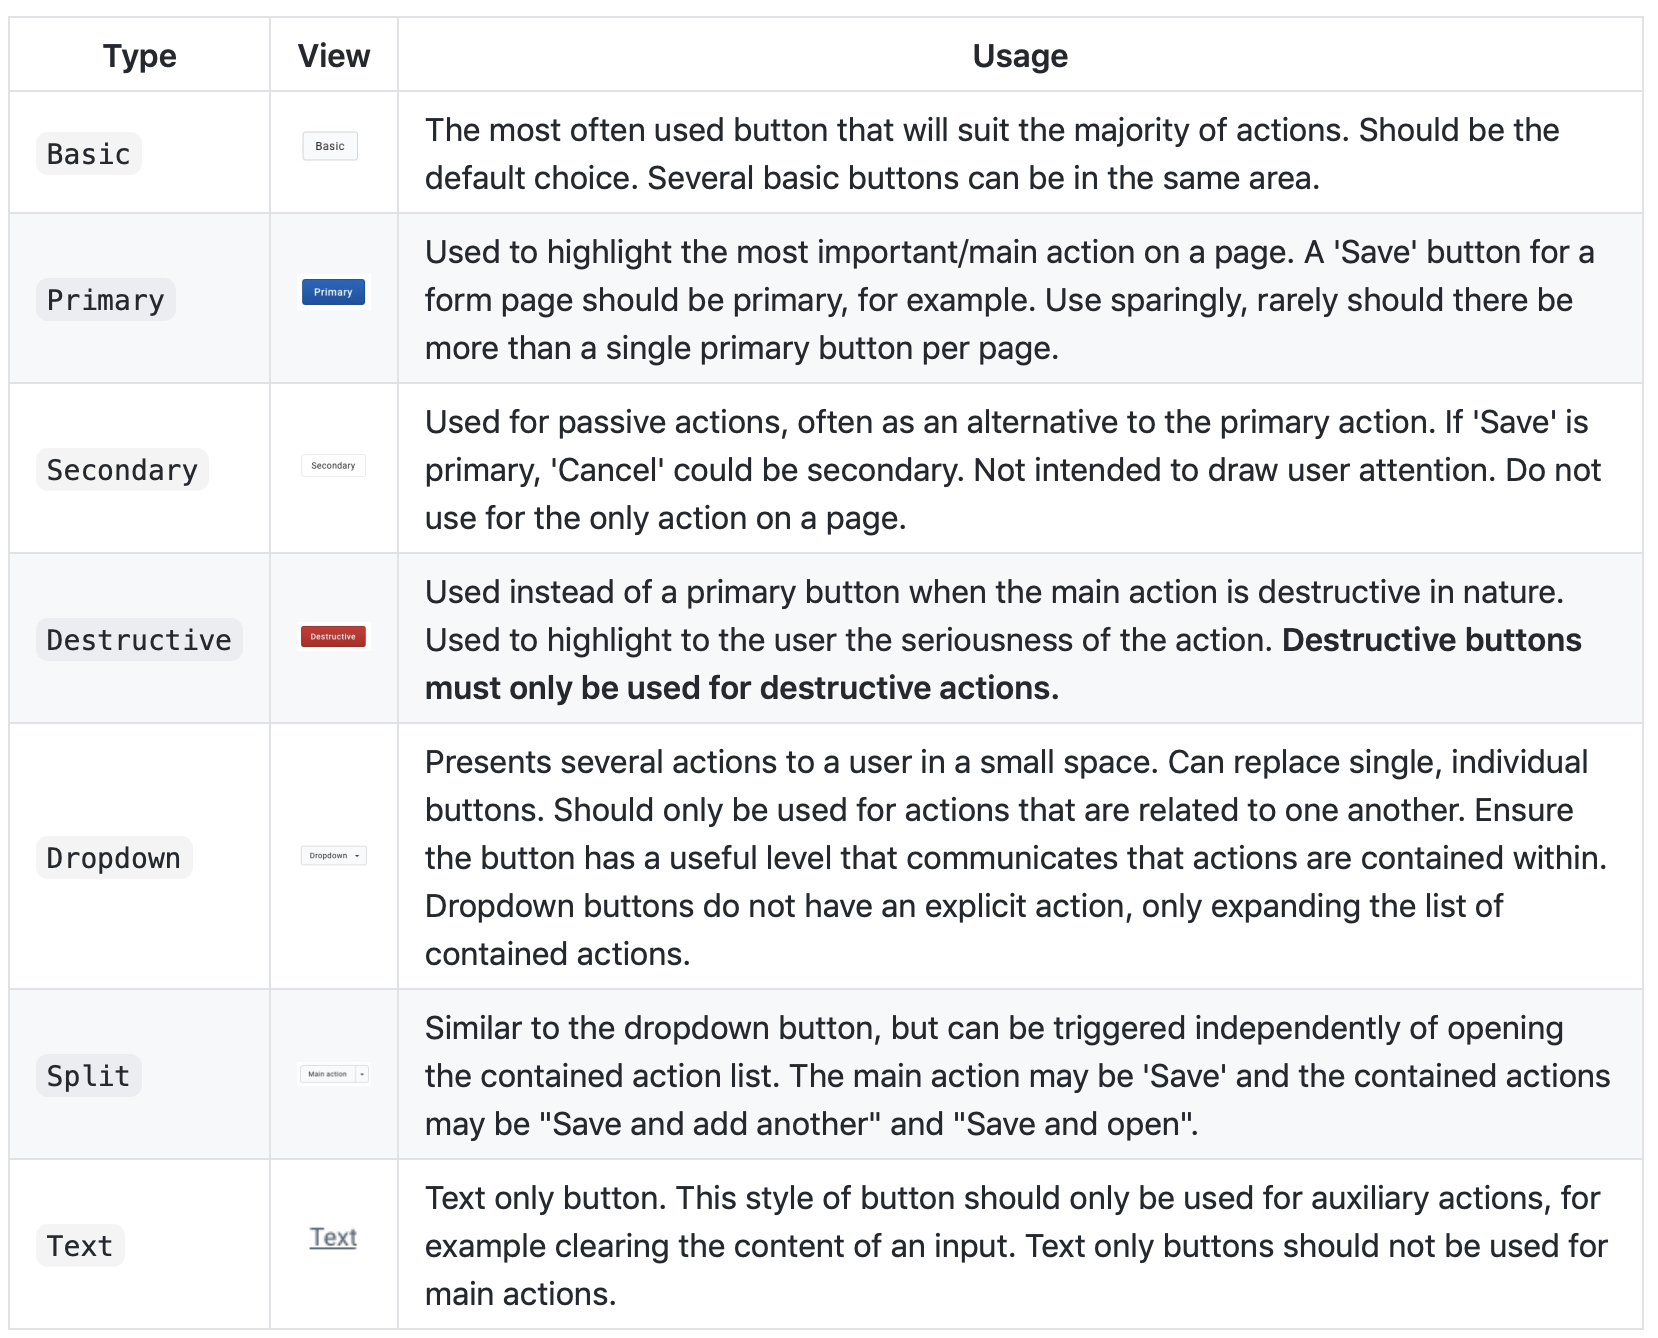 Type View Usage
Basic
Basic
The most often used button that will suit the majority of actions. Should be the
default choice. Several basic buttons can be in the same area.
Primary
Primary
Used to highlight the most important/main action on a page. A 'Save' button for a
form page should be primary, for example. Use sparingly, rarely should there be
more than a single primary button per page.
Secondary
Secondary
Used for passive actions, often as an alternative to the primary action. If 'Save' is
primary, 'Cancel' could be secondary. Not intended to draw user attention. Do not
use for the only action on a page.
Destructive
Destructive
Used instead of a primary button when the main action is destructive in nature.
Used to highlight to the user the seriousness of the action. Destructive buttons
must only be used for destructive actions.
Dropdown
Dropdown
Presents several actions to a user in a small space. Can replace single, individual
buttons. Should only be used for actions that are related to one another. Ensure
the button has a useful level that communicates that actions are contained within.
Dropdown buttons do not have an explicit action, only expanding the list of
contained actions.
Split
Main action
Similar to the dropdown button, but can be triggered independently of opening
the contained action list. The main action may be 'Save' and the contained actions
may be "Save and add another" and "Save and open".
Text
Text
Text only button. This style of button should only be used for auxiliary actions, for
example clearing the content of an input. Text only buttons should not be used for
main actions.